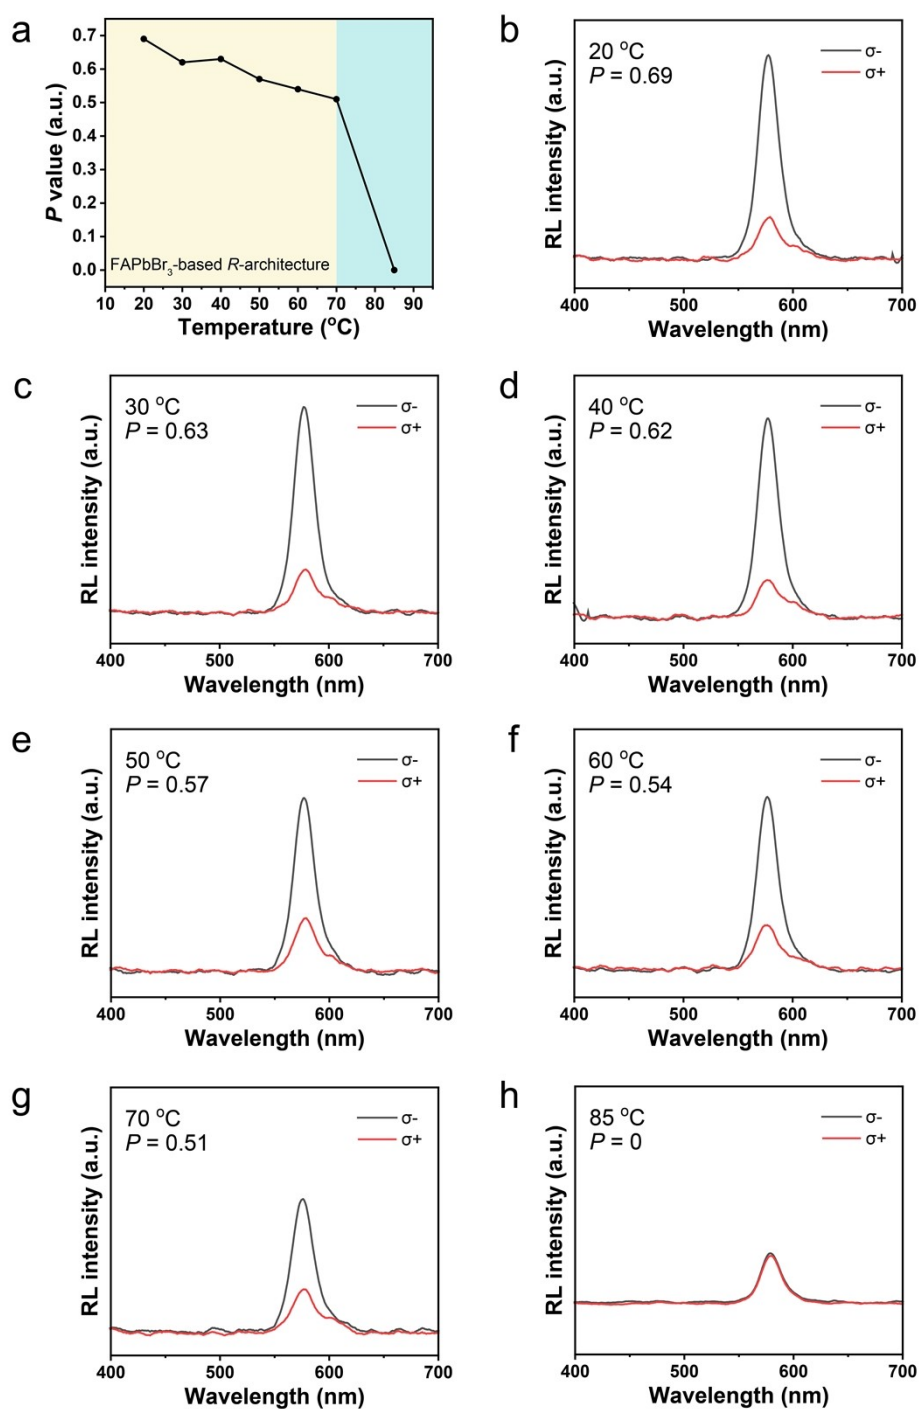 a
0.7
0.6
0.5
0.4
0.3
0.2
0.1
0.0
P value (a.u.)
FAPbBr3-based R-architecture
10 20 30 40 50 60 70 80 90
Temperature (°C)
b
20 °C
P = 0.69
σ-
σ+
RL intensity (a.u.)
400 500 600 700
Wavelength (nm)
c
30 °C
P = 0.63
σ-
σ+
RL intensity (a.u.)
400 500 600 700
Wavelength (nm)
d
40 °C
P = 0.62
σ-
σ+
RL intensity (a.u.)
400 500 600 700
Wavelength (nm)
e
50 °C
P = 0.57
σ-
σ+
RL intensity (a.u.)
400 500 600 700
Wavelength (nm)
f
60 °C
P = 0.54
σ-
σ+
RL intensity (a.u.)
400 500 600 700
Wavelength (nm)
g
70 °C
P = 0.51
σ-
σ+
RL intensity (a.u.)
400 500 600 700
Wavelength (nm)
h
85 °C
P = 0
σ-
σ+
RL intensity (a.u.)
400 500 600 700
Wavelength (nm)